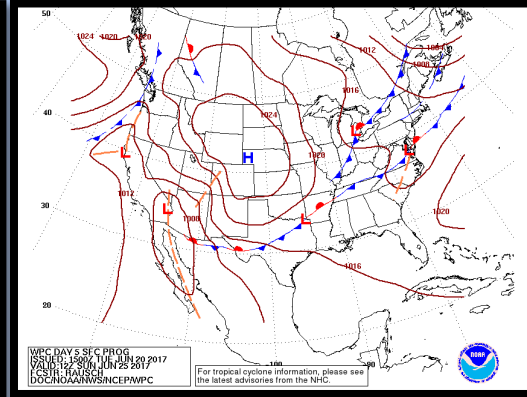 50
1024
1020
1020
1012
1004
1008
40
1016
1024
H
L
L
L
1020
30
1012
L
1008
L
1020
1016
20
-100
WPC DAY 5 SFC PROG
ISSUED: 1500Z TUE JUN 20 2017
VALID:12Z SUN JUN 25 2017
FCSTR: RAUSCH
DOC/NOAA/NWS/NCEP/WPC
For tropical cyclone information, please see
the latest advisories from the NHC.
NOAA